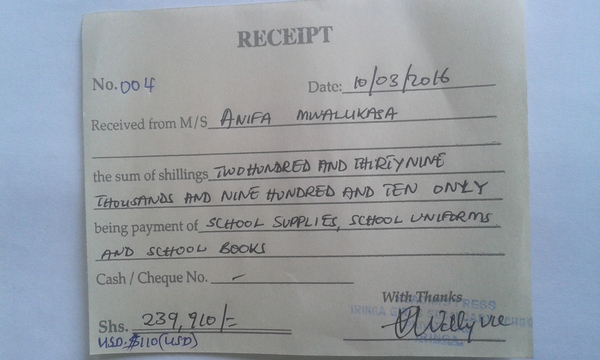 RECEIPT
No. 004 Date: 10/03/2016
Received from M/S ANIFA MWALUKASA
the sum of shillings TWO HUNDRED AND THIRTY NINE
THOUSANDS AND NINE HUNDRED AND TEN ONLY
being payment of SCHOOL SUPPLIES, SCHOOL UNIFORMS
AND SCHOOL BOOKS
Cash / Cheque No. -
With Thanks
Shs. 239,910/=
USD: $110(USD)
IRINGA